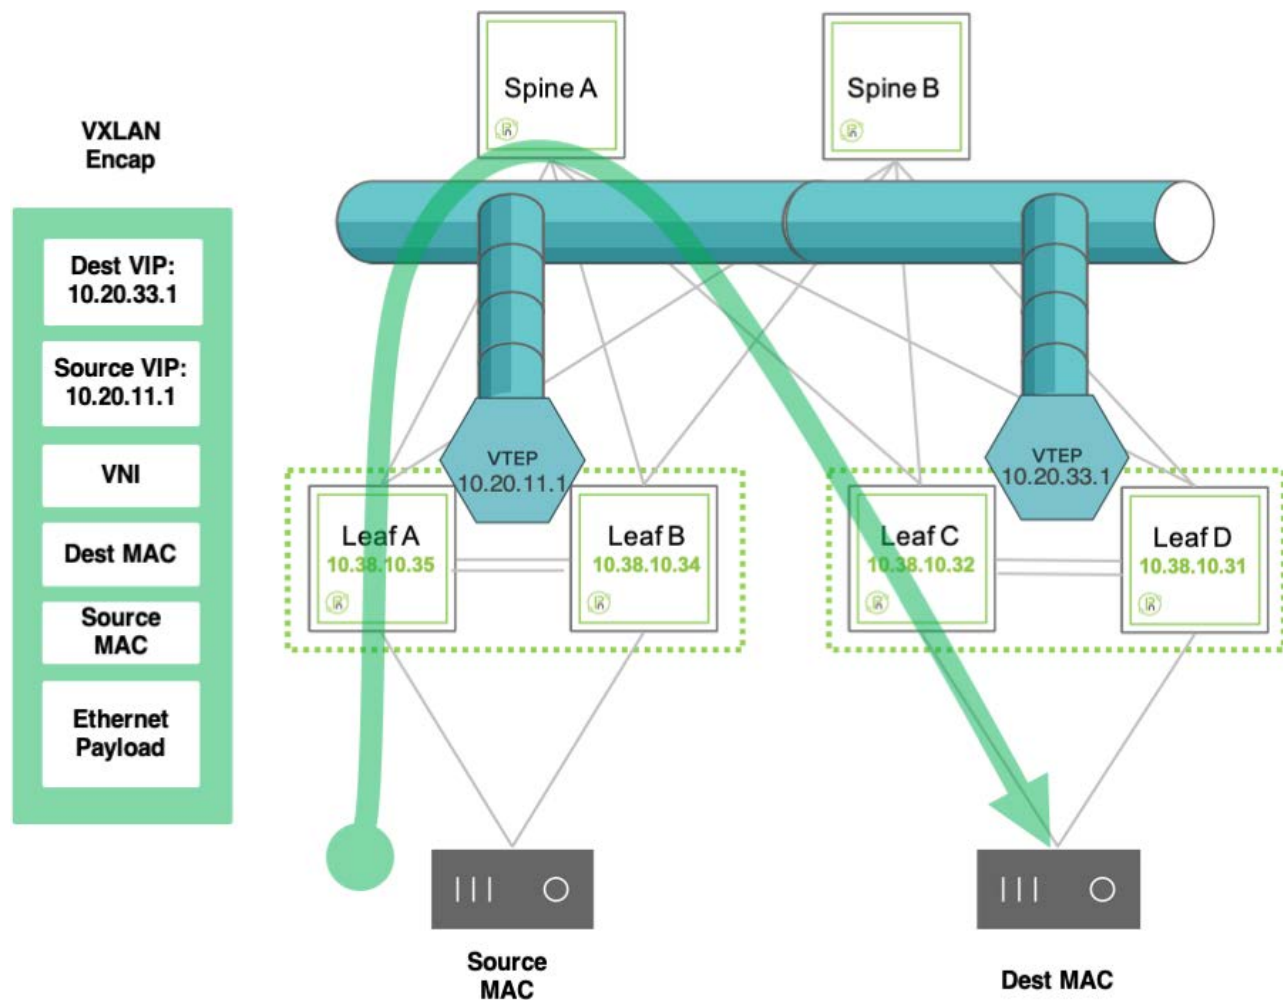 VXLAN
Encap
Dest VIP:
10.20.33.1
Source VIP:
10.20.11.1
VNI
Dest MAC
Source
MAC
Ethernet
Payload
Spine A
Spine B
VTEP
10.20.11.1
VTEP
10.20.33.1
Leaf A
10.38.10.35
Leaf B
10.38.10.34
Leaf C
10.38.10.32
Leaf D
10.38.10.31
Source
MAC
Dest MAC